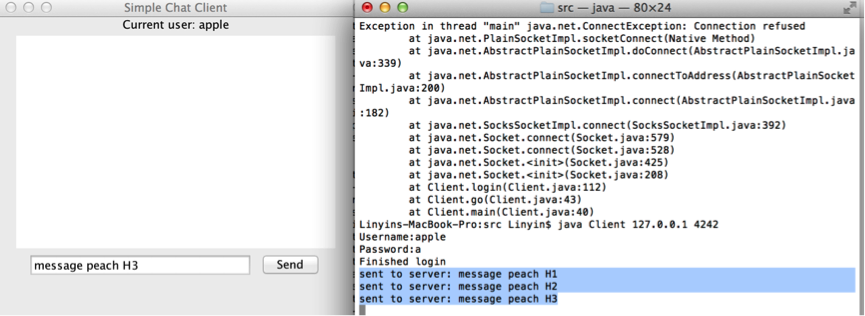 Simple Chat Client
Current user: apple
message peach H3
Send
src — java — 80×24
Exception in thread "main" java.net.ConnectException: Connection refused
at java.net.PlainSocketImpl.socketConnect(Native Method)
at java.net.AbstractPlainSocketImpl.doConnect(AbstractPlainSocketImpl.ja
va:339)
at java.net.AbstractPlainSocketImpl.connectToAddress(AbstractPlainSocket
Impl.java:200)
at java.net.AbstractPlainSocketImpl.connect(AbstractPlainSocketImpl.java
:182)
at java.net.SocksSocketImpl.connect(SocksSocketImpl.java:392)
at java.net.Socket.connect(Socket.java:579)
at java.net.Socket.connect(Socket.java:528)
at java.net.Socket.<init>(Socket.java:425)
at java.net.Socket.<init>(Socket.java:208)
at Client.login(Client.java:112)
at Client.go(Client.java:43)
at Client.main(Client.java:40)
Linyins-MacBook-Pro:src Linyin$ java Client 127.0.0.1 4242
Username:apple
Password:a
Finished login
sent to server: message peach H1
sent to server: message peach H2
sent to server: message peach H3